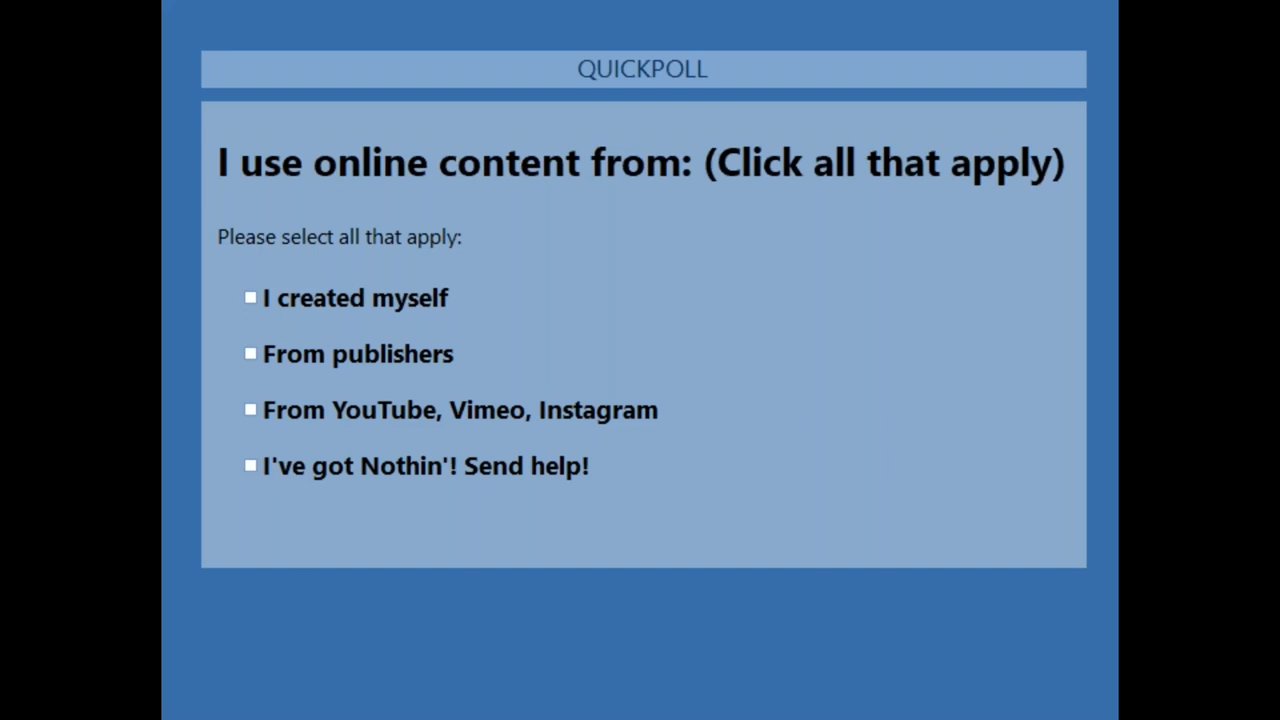 QUICKPOLL
I use online content from: (Click all that apply)
Please select all that apply:
I created myself
From publishers
From YouTube, Vimeo, Instagram
I've got Nothin'! Send help!